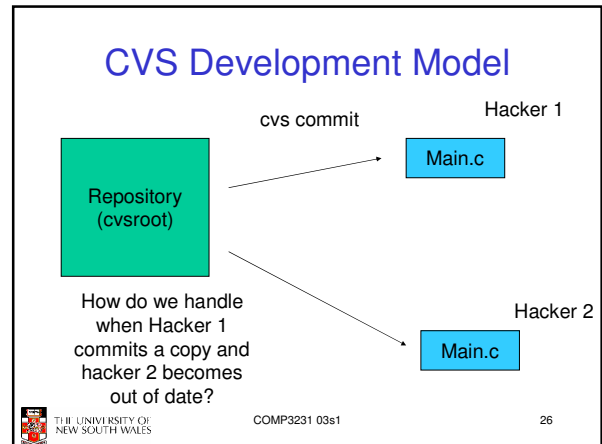 CVS Development Model
cvs commit
Hacker 1
Main.c
Repository
(cvsroot)
How do we handle
when Hacker 1
commits a copy and
hacker 2 becomes
out of date?
Hacker 2
Main.c
THE UNIVERSITY OF
NEW SOUTH WALES
COMP3231 03s1
26